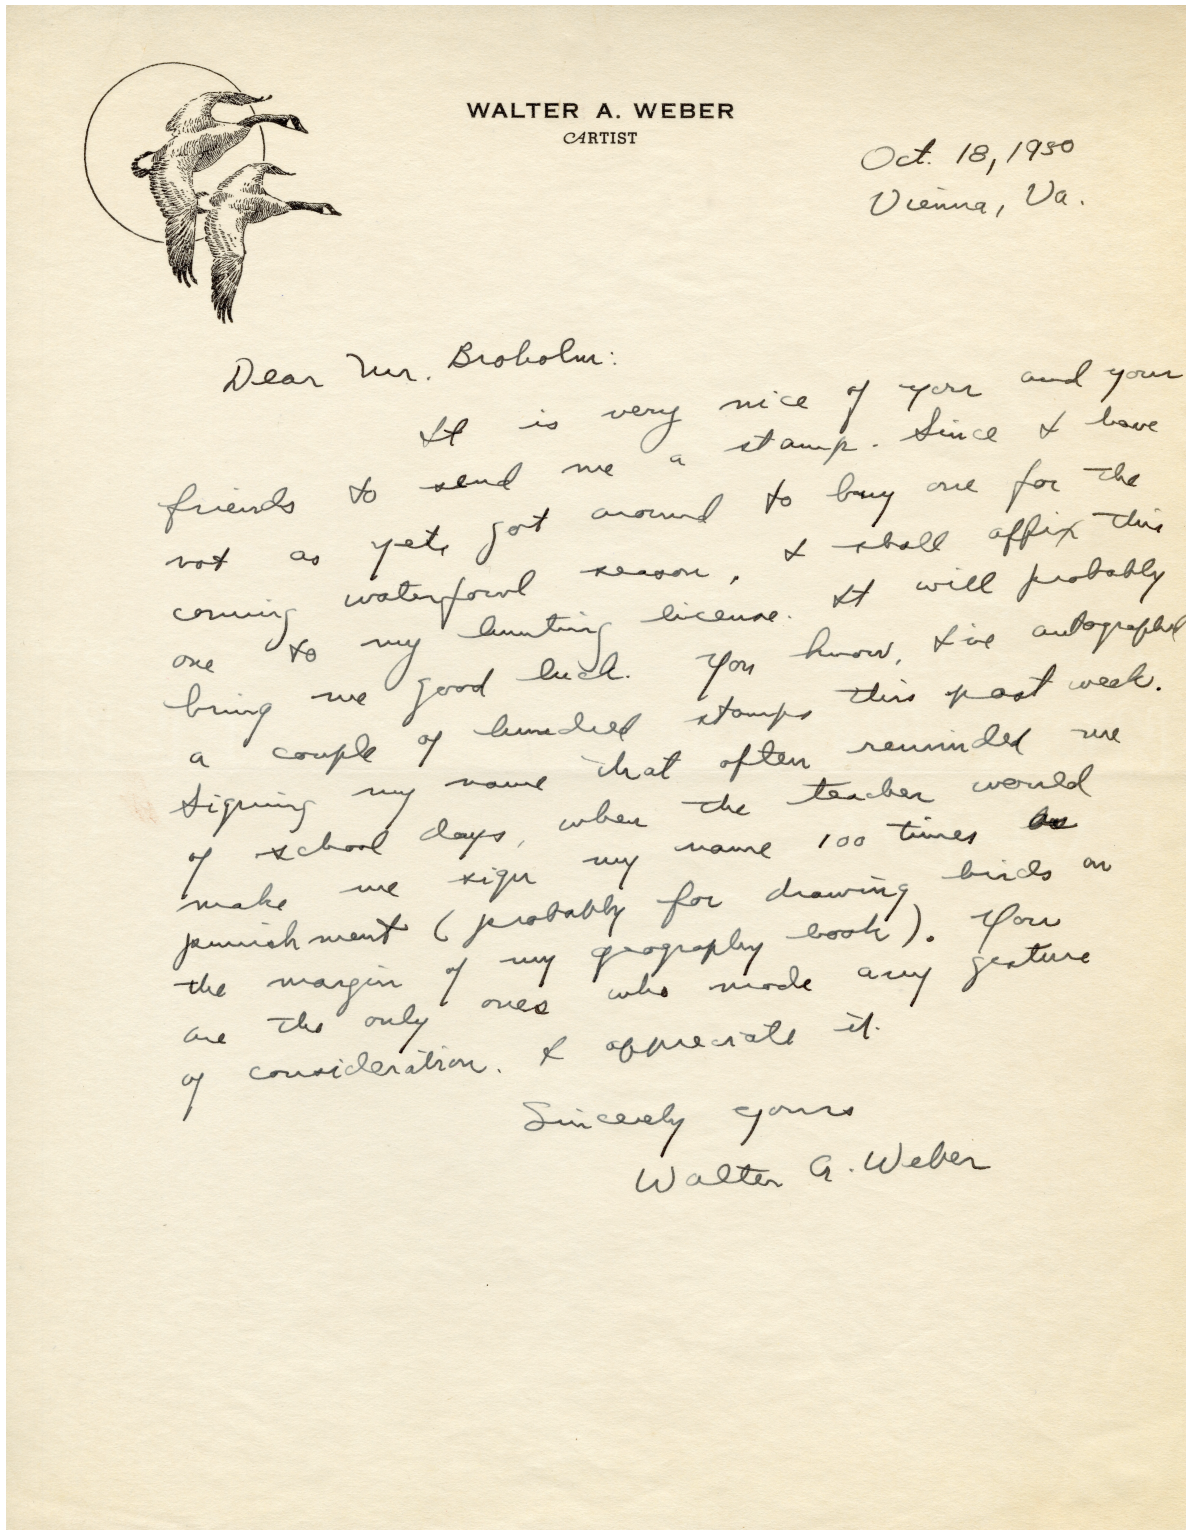 WALTER A. WEBER
ARTIST
Oct. 18, 1950
Vienna, Va.
Dear Mr. Broholm:
It is very nice of you and your
friends to send me a stamp. Since I have
not as yet got around to buy one for the
coming waterfowl season, I shall affix this
one to my hunting license. It will probably
bring me good luck. You know, I've autographed
a couple of hundred stamps this past week.
Signing my name that often reminded me
of school days, when the teacher would
make me sign my name 100 times as
punishment (probably for drawing birds on
the margin of my geography book). You
are the only ones who made any gesture
of consideration. I appreciate it.
Sincerely yours
Walter A. Weber